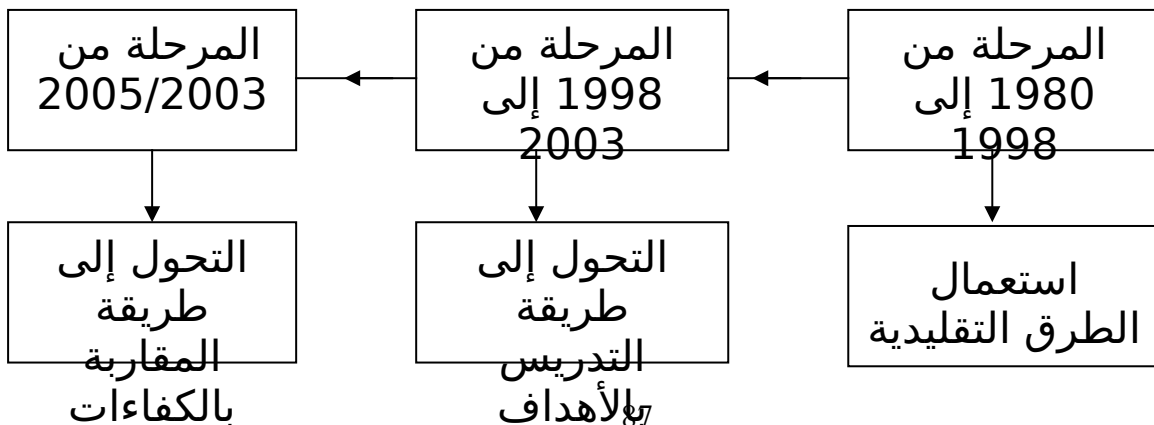 المرحلة من
1980 إلى
1998
المرحلة من
1998 إلى
2003
المرحلة من
2005/2003
استعمال
الطرق التقليدية
التحول إلى
طريقة
التدريس
بالأهداف
التحول إلى
طريقة
المقاربة
بالكفاءات
87